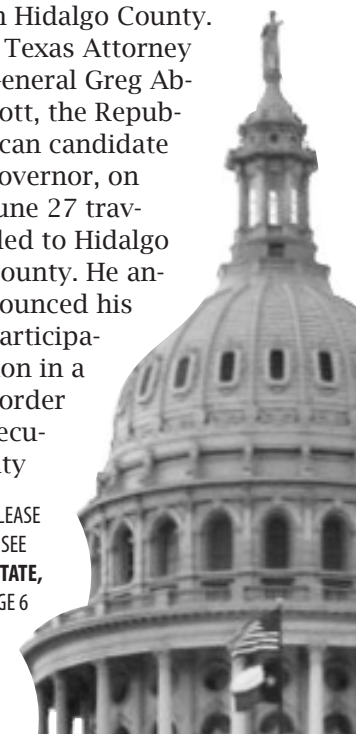 n Hidalgo County.
Texas Attorney
eneral Greg Ab-
ott, the Repub-
can candidate
overnor, on
une 27 trav-
led to Hidalgo
ounty. He an-
ounced his
articipa-
on in a
order
ecu-
ty
LEASE
SEE
TATE,
GE 6